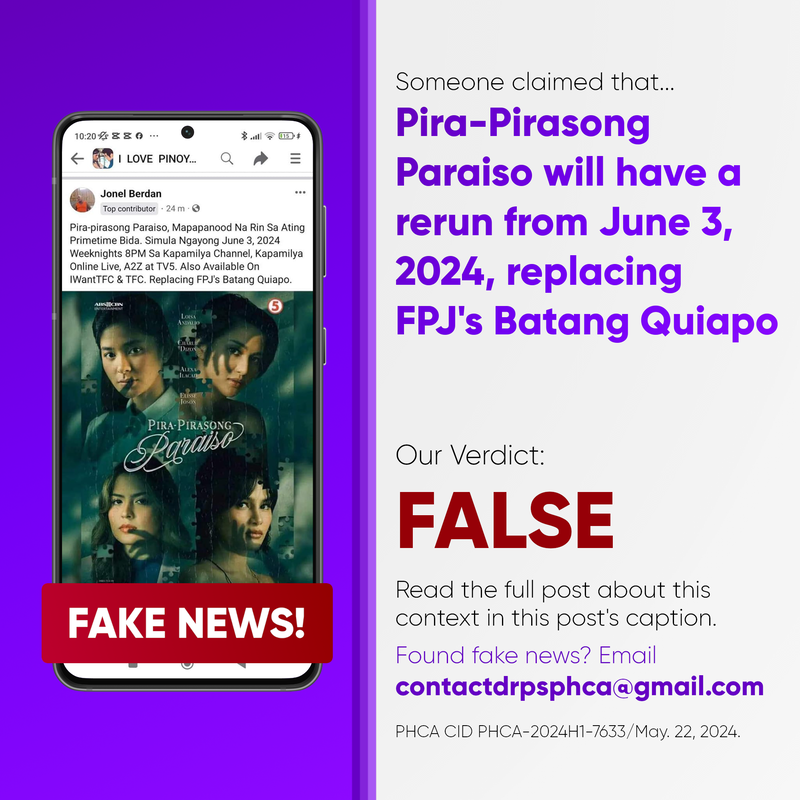 10:20
I LOVE PINOY...
Jonel Berdan
Top contributor · 24 m ·
Pira-pirasong Paraiso, Mapapanood Na Rin Sa Ating
Primetime Bida. Simula Ngayong June 3, 2024
Weeknights 8PM Sa Kapamilya Channel, Kapamilya
Online Live, A2Z at TV5. Also Available On
IWantTFC & TFC. Replacing FPJ's Batang Quiapo.
ABS-CBN
ENTERTAINMENT
5
LOISA
ANDALIO
CHARLIE
DIZON
ALEXA
ILACAD
ELISSE
JOSON
PIRA-PIRASONG
Paraiso
FAKE NEWS!
Someone claimed that...
Pira-Pirasong
Paraiso will have a
rerun from June 3,
2024, replacing
FPJ's Batang Quiapo
Our Verdict:
FALSE
Read the full post about this
context in this post's caption.
Found fake news? Email
contactdrpsphca@gmail.com
PHCA CID PHCA-2024H1-7633/May. 22, 2024.